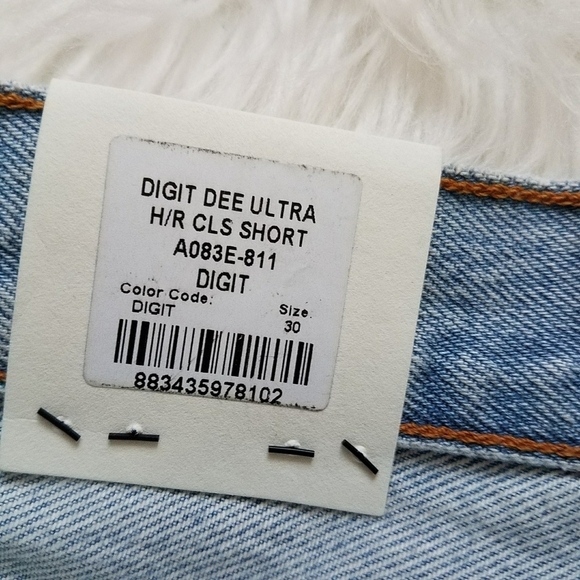 DIGIT DEE ULTRA
H/R CLS SHORT
A083E-811
DIGIT
Color Code: Size:
DIGIT 30
883435978102